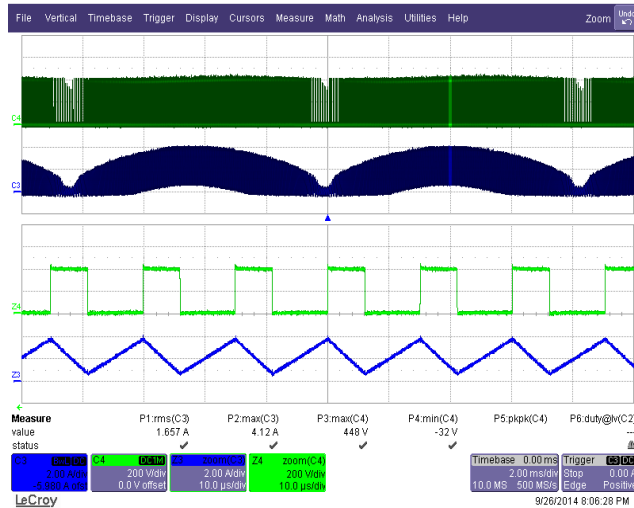 File Vertical Timebase Trigger Display Cursors Measure Math Analysis Utilities Help Zoom Undo
C4
C3
Z4
Z3
Measure P1:rms(C3) P2:max(C3) P3:max(C4) P4:min(C4) P5:pkpk(C4) P6:duty@lv(C2)
value 1.657 A 4.12 A 448 V -32 V ---
status
C4 DC1M Z4 zoom(C4) Timebase 0.00 ms Trigger C3 DC
2.00 A/div 200 V/div 2.00 A/div 200 V/div 2.00 ms/div Stop 0.00 A
0.0 V offset 10.0 µs/div 10.0 µs/div 10.0 MS 500 MS/s Edge Positive
LeCroy 9/26/2014 8:06:28 PM